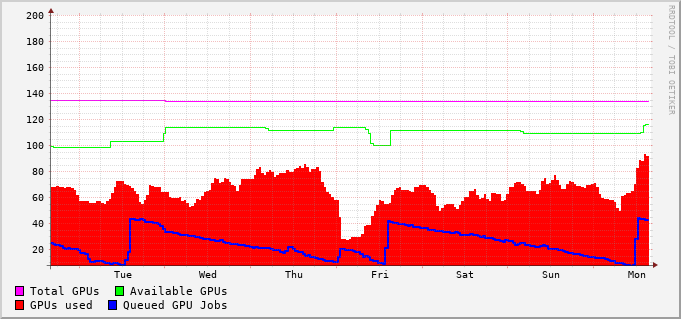 RRDTOOL / TOBI OETIKER
200
180
160
140
120
100
80
60
40
20
Tue Wed Thu Fri Sat Sun Mon
Total GPUs Available GPUs
GPUs used Queued GPU Jobs